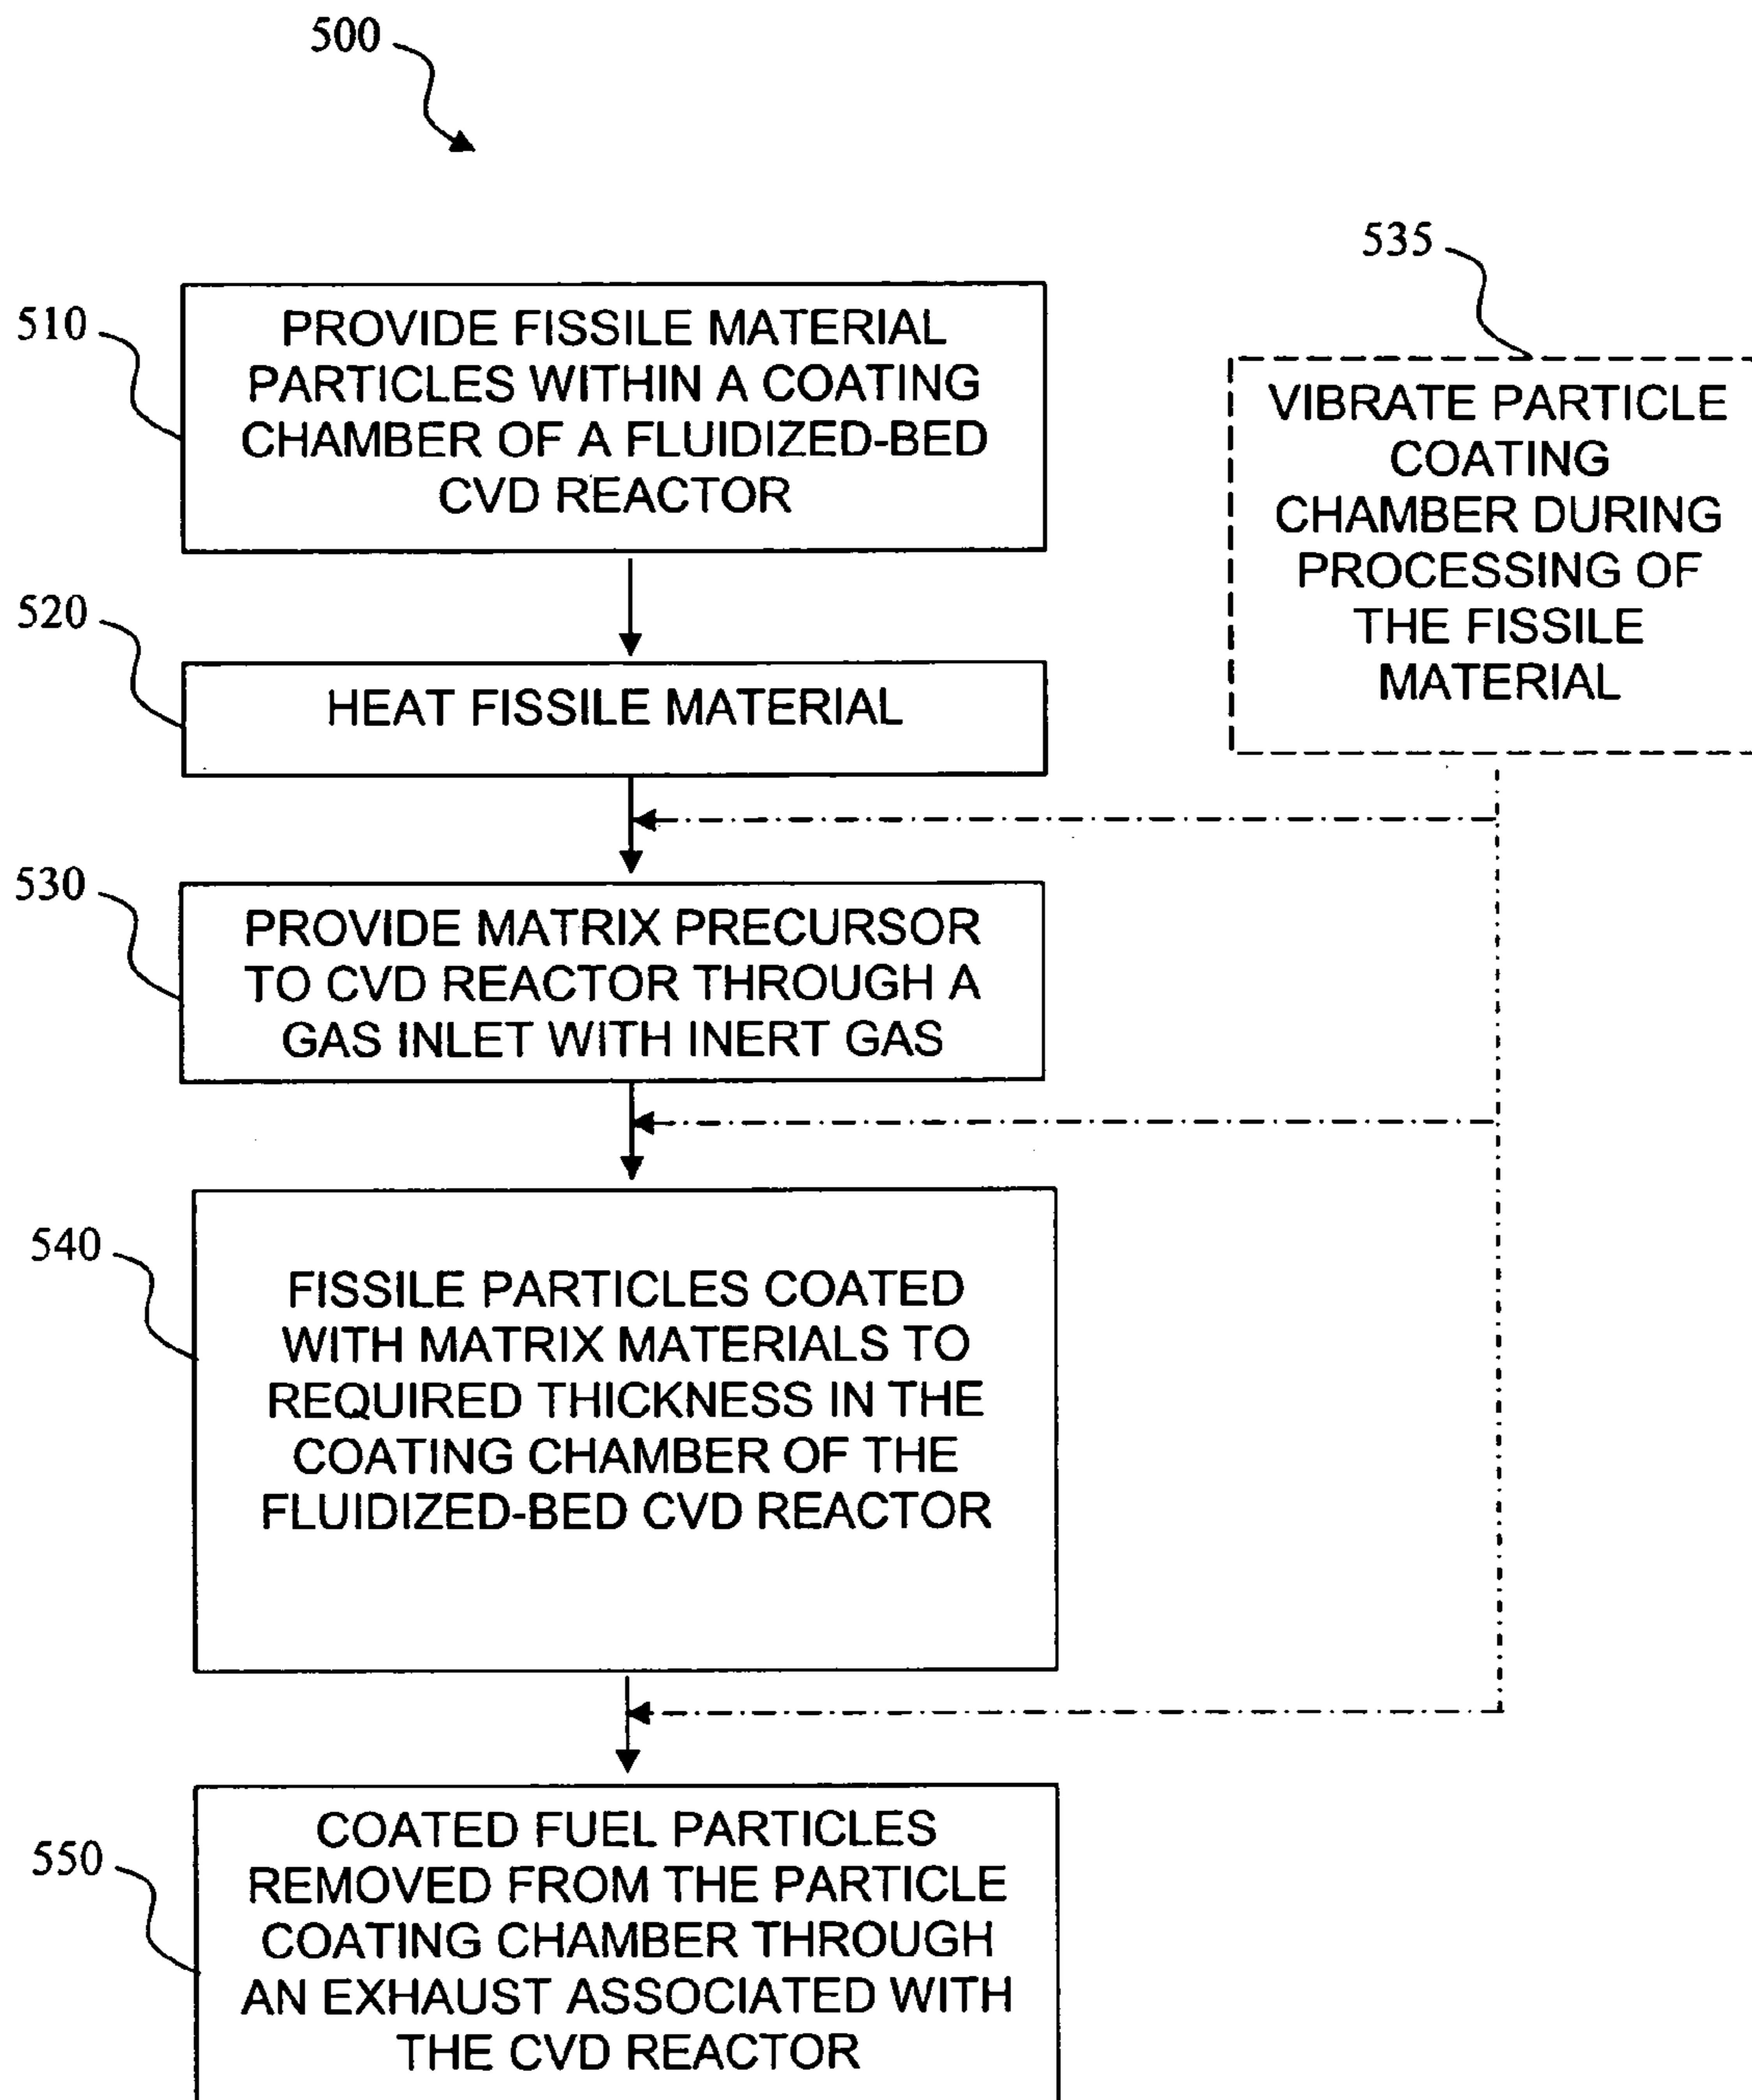 500
535
510
PROVIDE FISSILE MATERIAL
PARTICLES WITHIN A COATING
CHAMBER OF A FLUIDIZED-BED
CVD REACTOR
VIBRATE PARTICLE
COATING
CHAMBER DURING
PROCESSING OF
THE FISSILE
MATERIAL
520
HEAT FISSILE MATERIAL
530
PROVIDE MATRIX PRECURSOR
TO CVD REACTOR THROUGH A
GAS INLET WITH INERT GAS
540
FISSILE PARTICLES COATED
WITH MATRIX MATERIALS TO
REQUIRED THICKNESS IN THE
COATING CHAMBER OF THE
FLUIDIZED-BED CVD REACTOR
550
COATED FUEL PARTICLES
REMOVED FROM THE PARTICLE
COATING CHAMBER THROUGH
AN EXHAUST ASSOCIATED WITH
THE CVD REACTOR